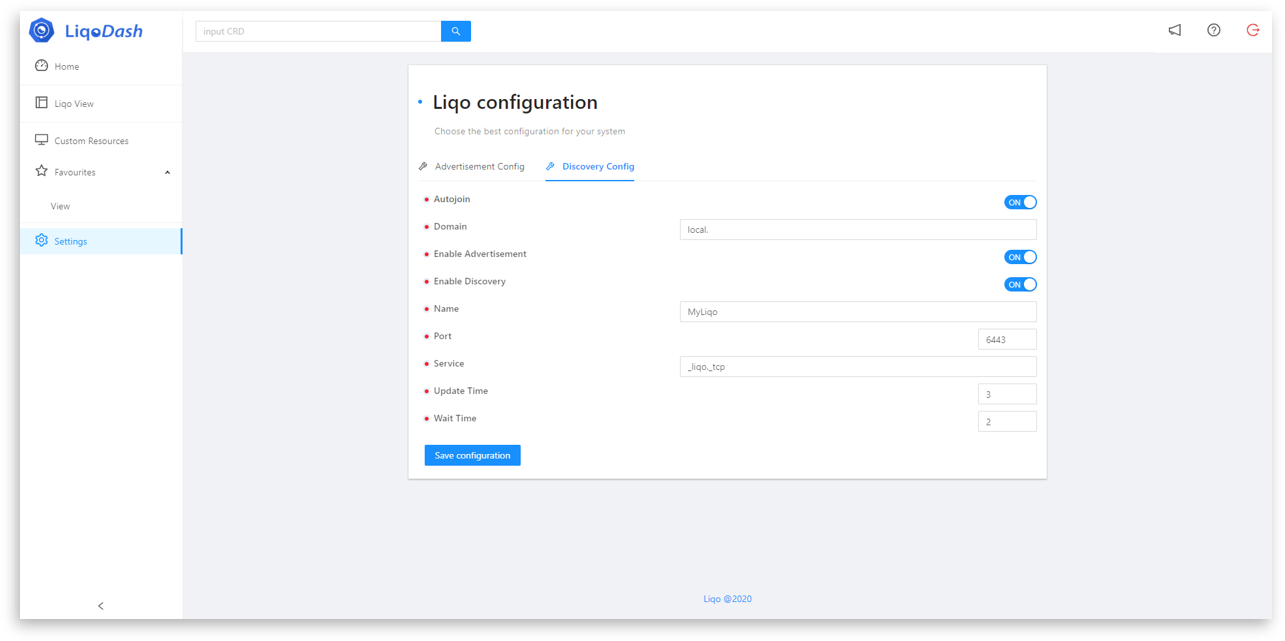 LiqoDash
input CRD
Home
Liqo View
Custom Resources
Favourites
View
Settings
Liqo configuration
Choose the best configuration for your system
Advertisement Config
Discovery Config
Autojoin
ON
Domain
local.
Enable Advertisement
ON
Enable Discovery
ON
Name
MyLiqo
Port
6443
Service
_liqo._tcp
Update Time
3
Wait Time
2
Save configuration
Liqo @2020